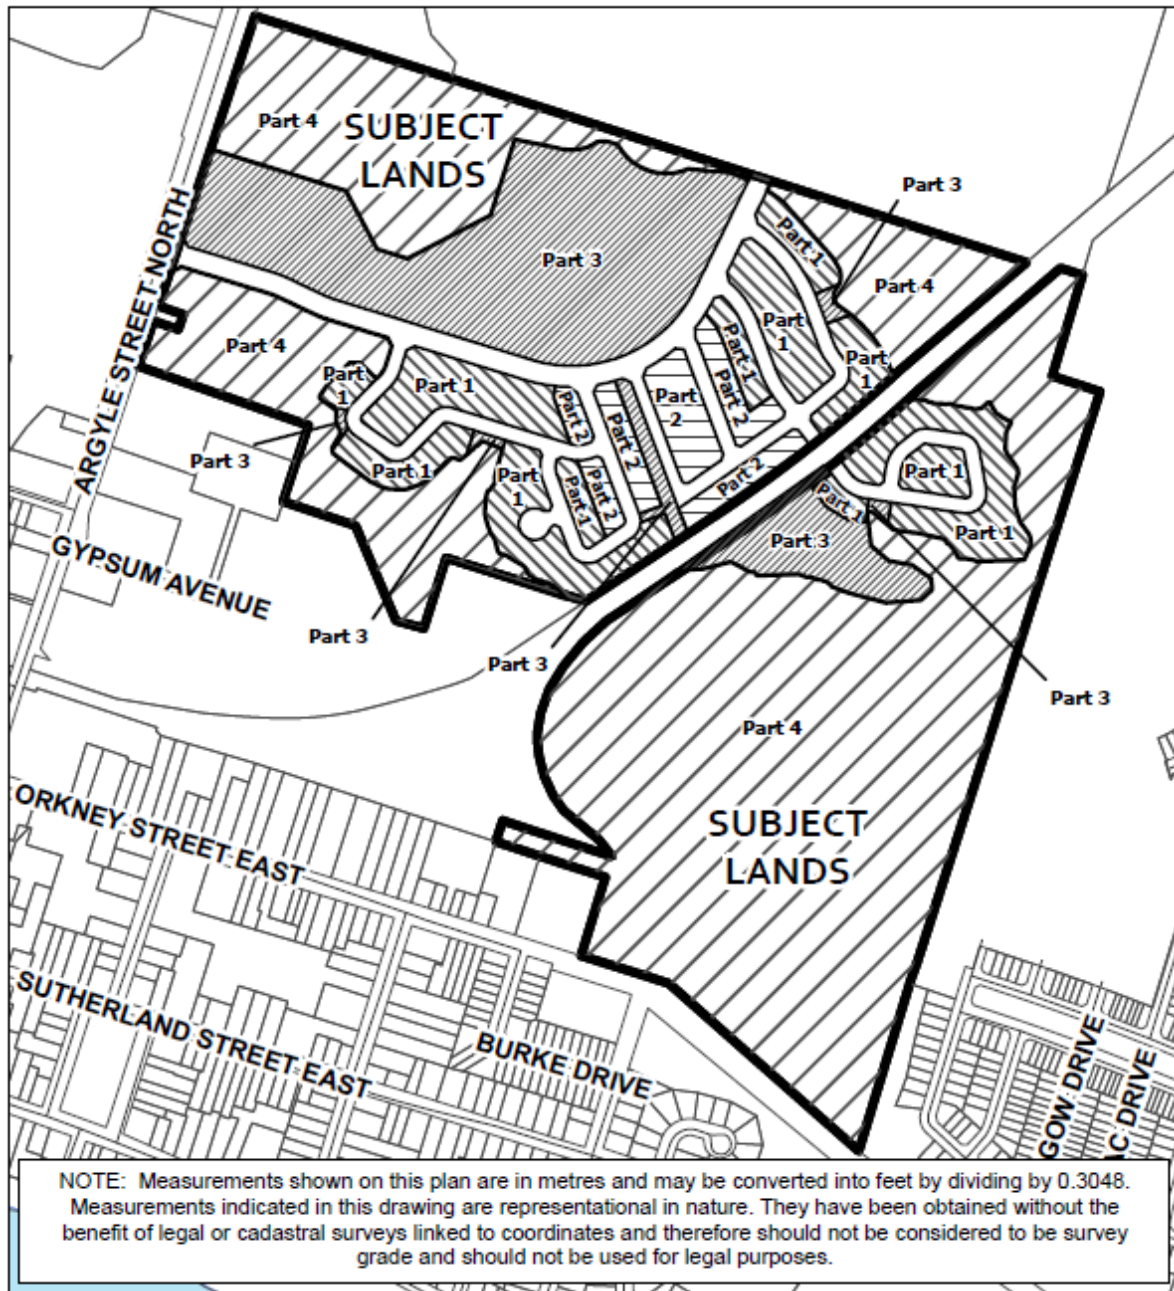 Part 4
SUBJECT
LANDS
Part 3
Part 1
Part 3
Part 4
ARGYLE STREET NORTH
Part 4
Part 1
Part 1
Part
1
Part
1
Part 1
Part
2
Part 2
Part
1
Part 2
Part 2
Part 3
Part 1
Part
1
Part 2
Part 1
Part 2
Part 1
Part 1
Part 1
Part 3
GYPSUM AVENUE
Part 3
Part 3
Part 3
Part 4
SUBJECT
LANDS
ORKNEY STREET EAST
SUTHERLAND STREET EAST
BURKE DRIVE
GOW DRIVE
AC DRIVE
NOTE: Measurements shown on this plan are in metres and may be converted into feet by dividing by 0.3048.
Measurements indicated in this drawing are representational in nature. They have been obtained without the
benefit of legal or cadastral surveys linked to coordinates and therefore should not be considered to be survey
grade and should not be used for legal purposes.